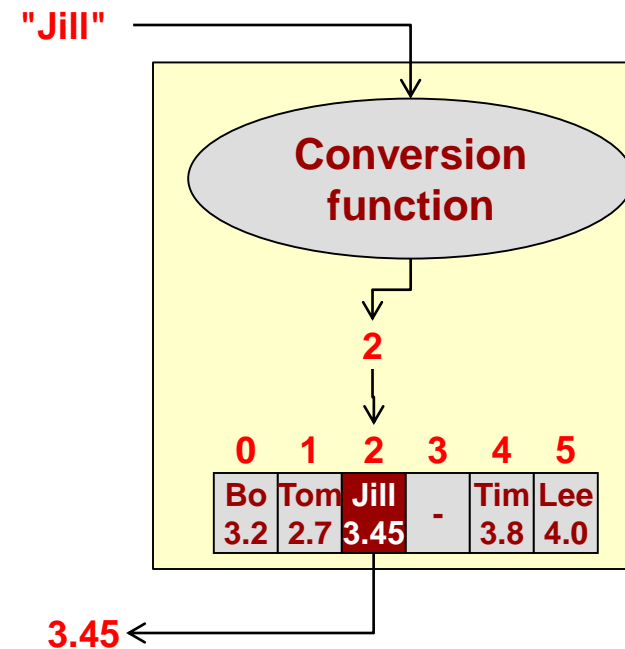 "Jill"
Conversion
function
2
0 1 2 3 4 5
Bo Tom Jill - Tim Lee
3.2 2.7 3.45 3.8 4.0
3.45